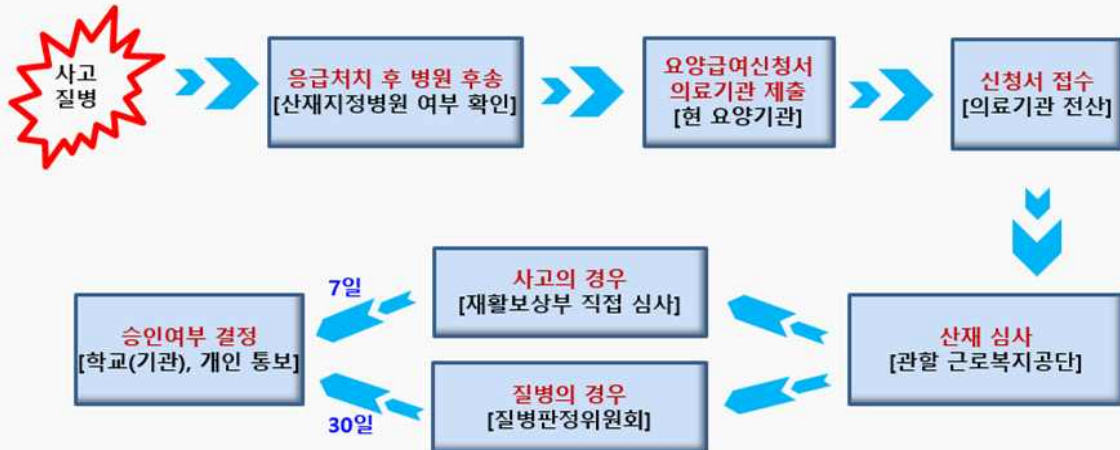 사고
질병
응급처치 후 병원 후송
[산재지정병원 여부 확인]
요양급여신청서
의료기관 제출
[현 요양기관]
신청서 접수
[의료기관 전산]
산재 심사
[관할 근로복지공단]
사고의 경우
[재활보상부 직접 심사]
질병의 경우
[질병판정위원회]
7일
30일
승인여부 결정
[학교(기관), 개인 통보]